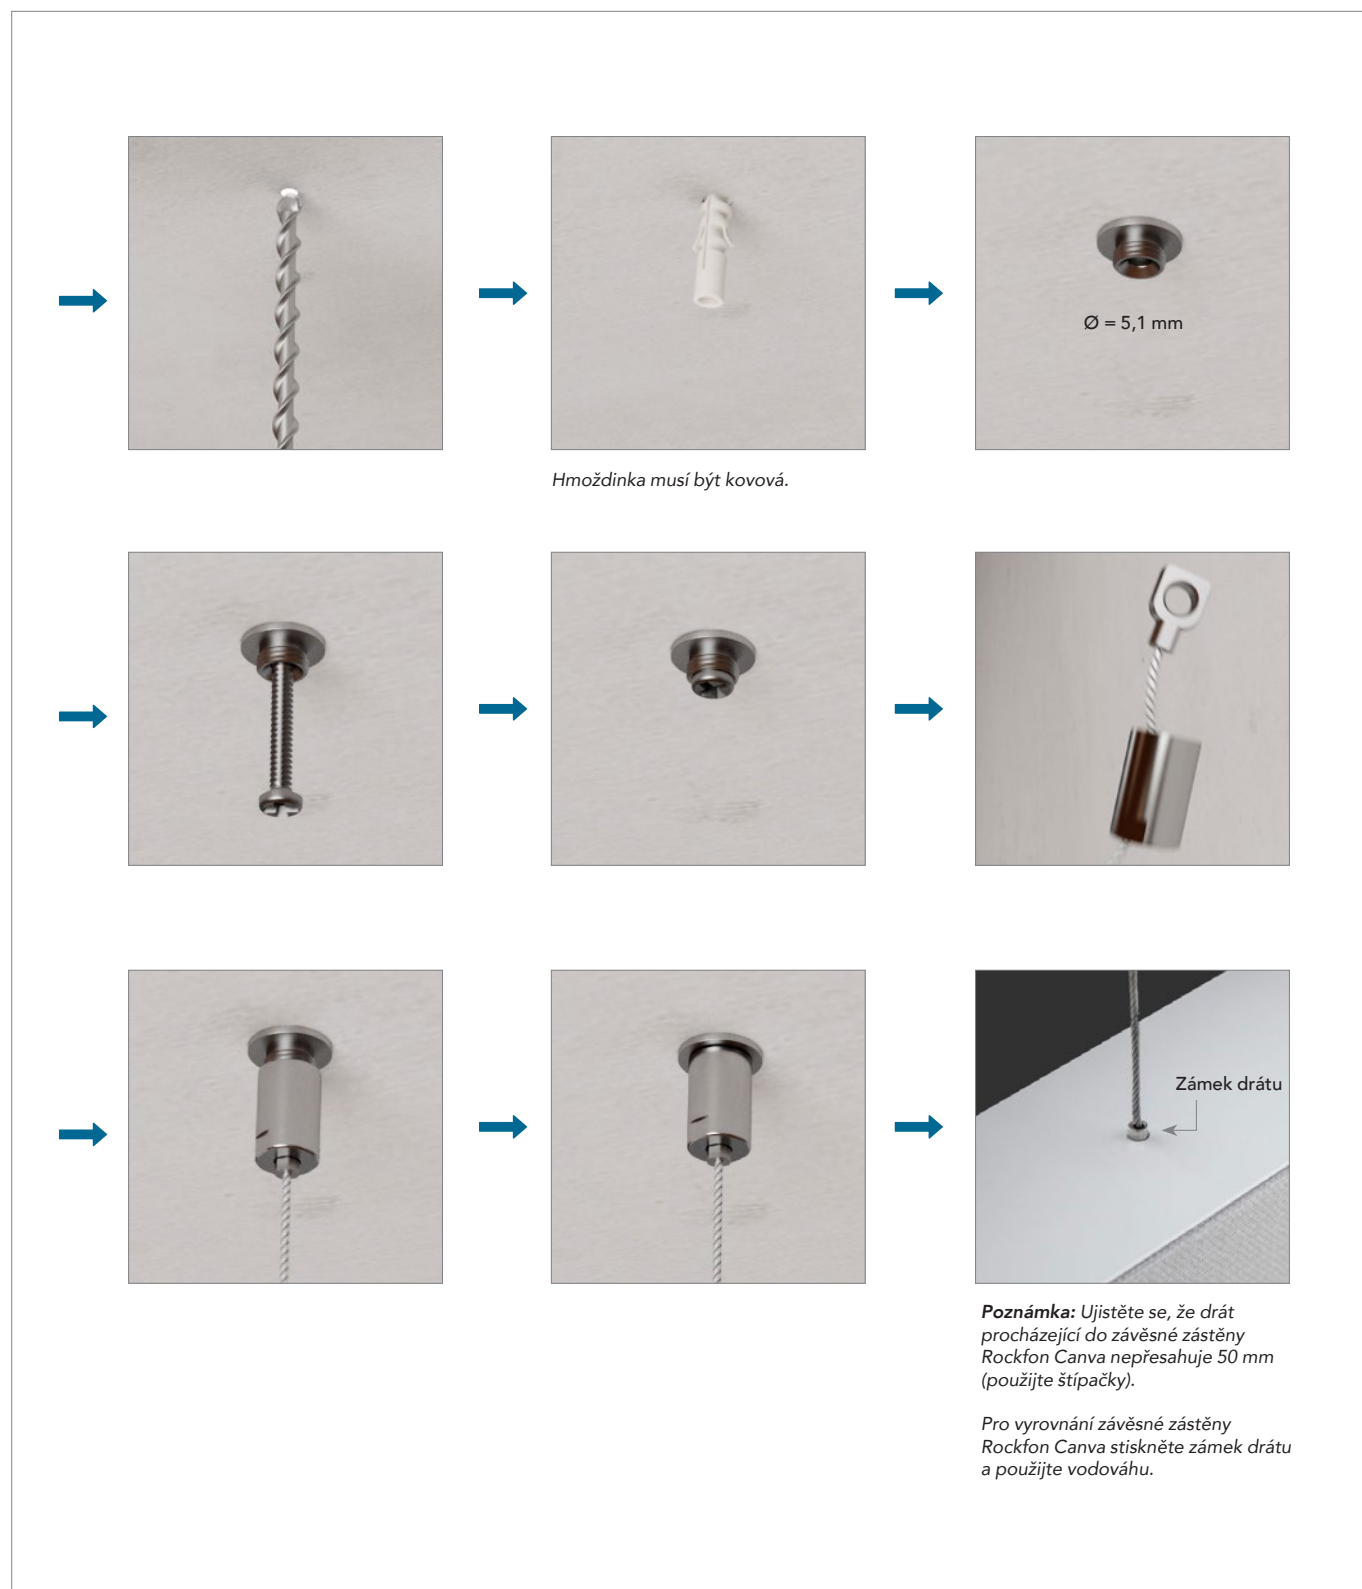 Ø = 5,1 mm
Hmoždinka musí být kovová.
Zámek drátu
Poznámka: Ujistěte se, že drát
procházející do závěsné zástěny
Rockfon Canva nepřesahuje 50 mm
(použijte štípačky).
Pro vyrovnání závěsné zástěny
Rockfon Canva stiskněte zámek drátu
a použijte vodováhu.